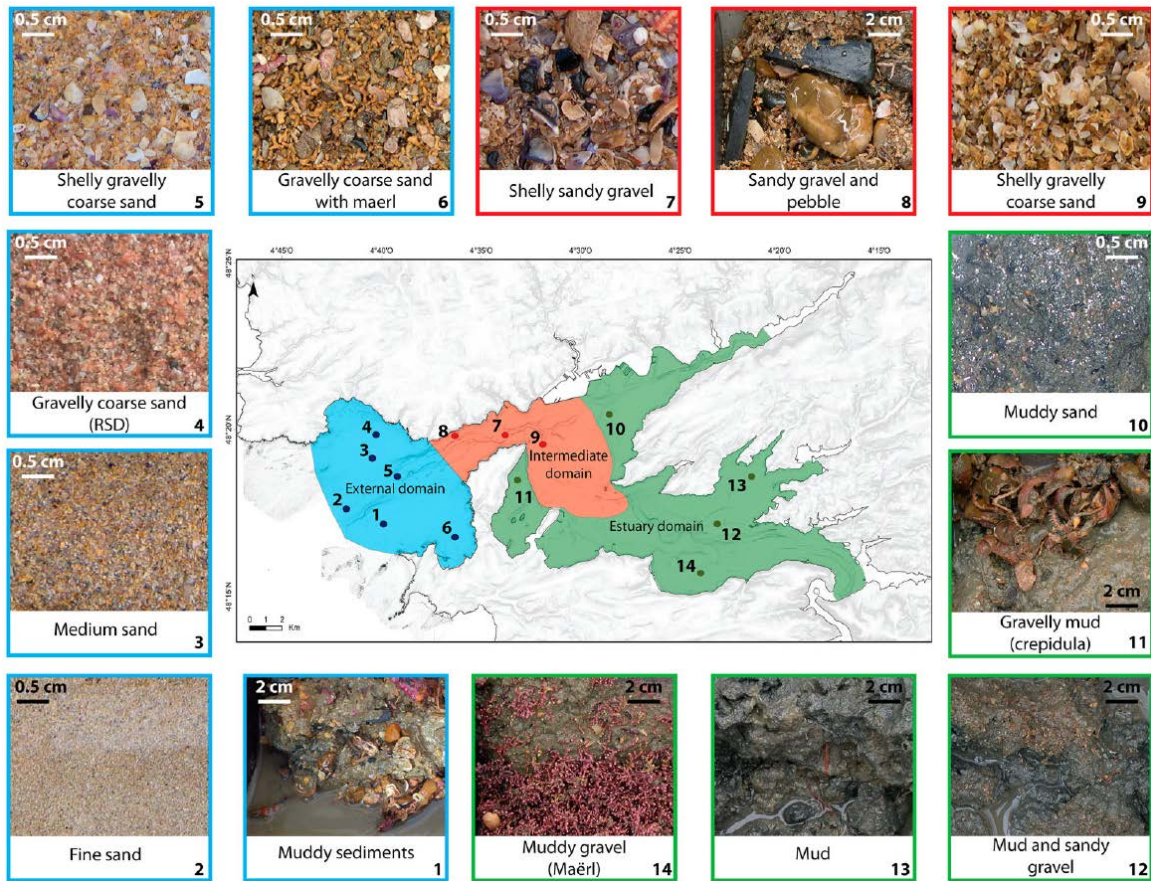 0.5 cm
0.5 cm
0.5 cm
2 cm
0.5 cm
Shelly gravelly
coarse sand
5
Gravelly coarse sand
with maerl
6
Shelly sandy gravel
7
Sandy gravel and
pebble
8
Shelly gravelly
coarse sand
9
0.5 cm
Gravelly coarse sand
(RSD)
4
4°45'O
4°40'O
4°35'O
4°30'O
4°25'O
4°20'O
4°15'O
48°25'N
48°20'N
48°15'N
4
3
5
2
1
6
External domain
8
7
9
Intermediate
domain
10
11
13
12
14
Estuary domain
0 1 2
Km
0.5 cm
Muddy sand
10
0.5 cm
Medium sand
3
2 cm
Gravelly mud
(crepidula)
11
0.5 cm
Fine sand
2
2 cm
Muddy sediments
1
2 cm
Muddy gravel
(Maërl)
14
2 cm
Mud
13
2 cm
Mud and sandy
gravel
12